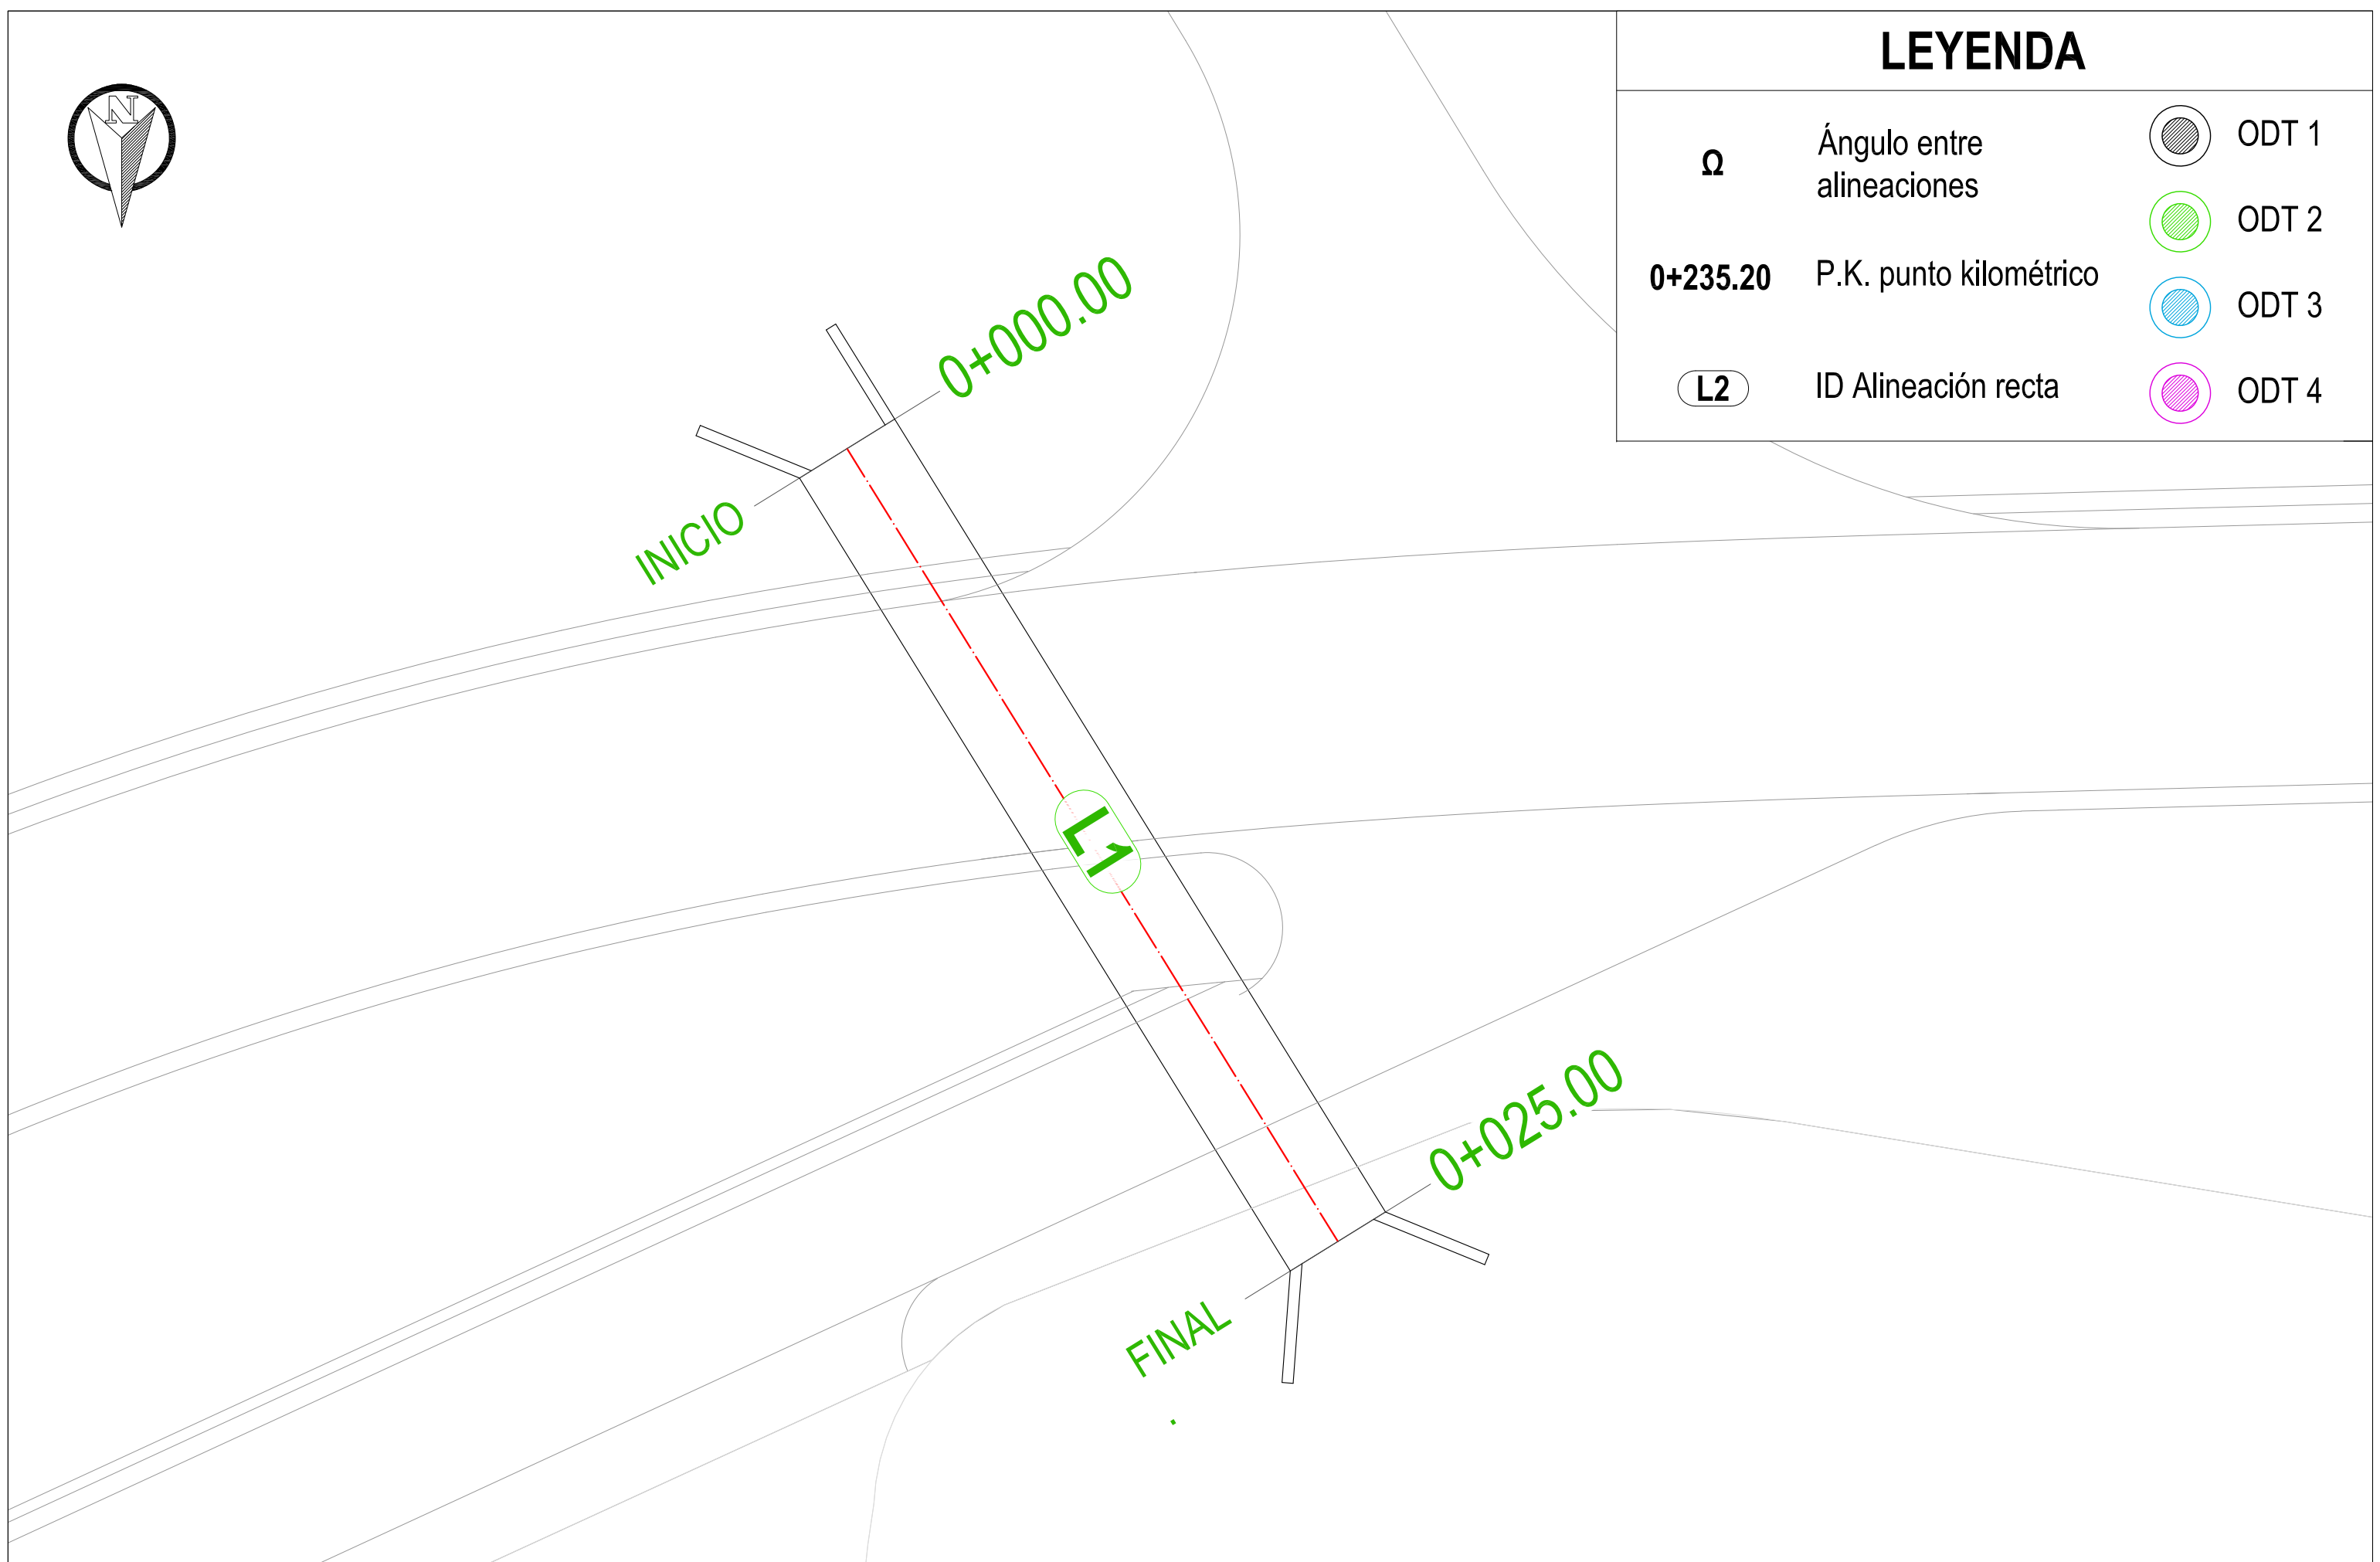 N
LEYENDA
Ω
Ángulo entre
alineaciones
0+235.20
P.K. punto kilométrico
L2
ID Alineación recta
ODT 1
ODT 2
ODT 3
ODT 4
0+000.00
INICIO
L1
0+025.00
FINAL
.